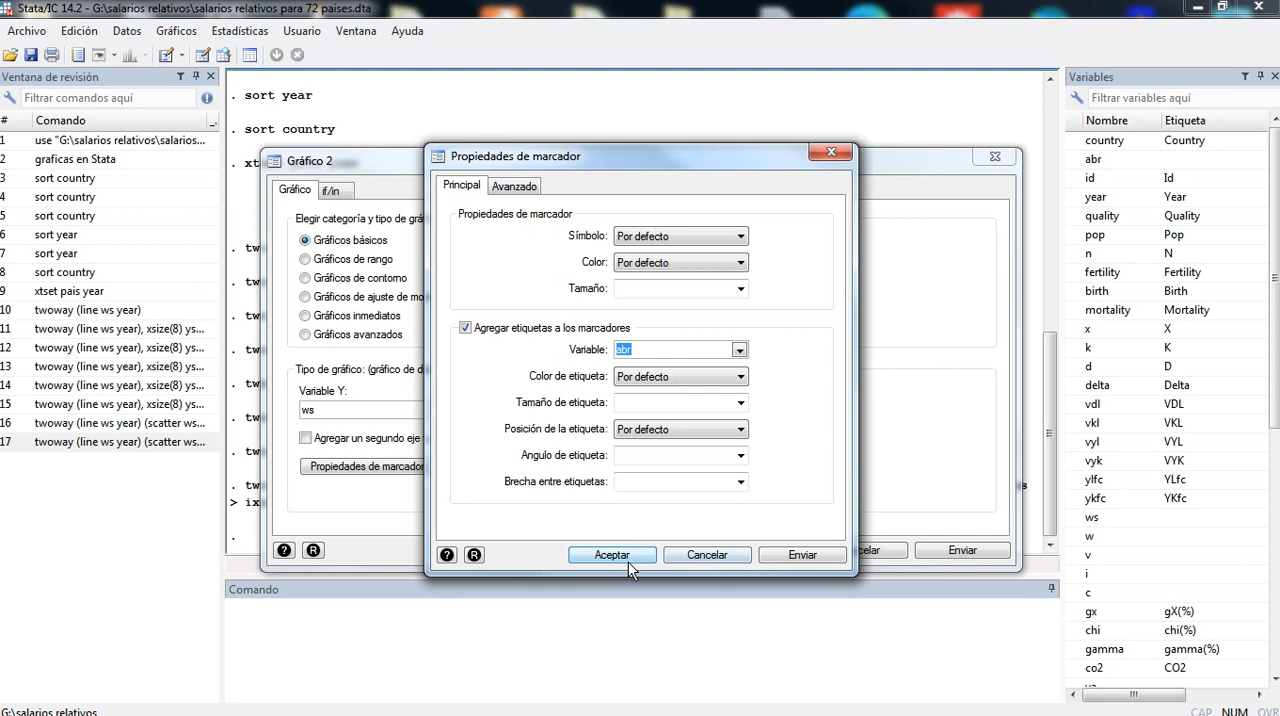 Stata/IC 14.2 - G:\salarios relativos\salarios relativos para 72 paises.dta
Archivo Edición Datos Gráficos Estadísticas Usuario Ventana Ayuda
Ventana de revisión
Filtrar comandos aquí
# Comando
1 use "G:\salarios relativos\salarios...
2 graficas en Stata
3 sort country
4 sort country
5 sort country
6 sort year
7 sort year
8 sort country
9 xtset pais year
10 twoway (line ws year)
11 twoway (line ws year), xsize(8) ys...
12 twoway (line ws year), xsize(8) ys...
13 twoway (line ws year), xsize(8) ys...
14 twoway (line ws year), xsize(8) ys...
15 twoway (line ws year), xsize(8) ys...
16 twoway (line ws year) (scatter ws...
17 twoway (line ws year) (scatter ws...
. sort year
. sort country
. xt
. tw
. tw
. tw
. tw
. tw
. tw
. tw
. tw s
> ix
.
Gráfico 2
Gráfico if/in
Elegir categoría y tipo de grá
Gráficos básicos
Gráficos de rango
Gráficos de contorno
Gráficos de ajuste de mo
Gráficos inmediatos
Gráficos avanzados
Tipo de gráfico: (gráfico de d
Variable Y:
ws
Agregar un segundo eje
Propiedades de marcador
? R
celar Enviar
Propiedades de marcador
Principal Avanzado
Propiedades de marcador
Símbolo: Por defecto
Color: Por defecto
Tamaño:
Agregar etiquetas a los marcadores
Variable: abr
Color de etiqueta: Por defecto
Tamaño de etiqueta:
Posición de la etiqueta: Por defecto
Angulo de etiqueta:
Brecha entre etiquetas:
? R Aceptar Cancelar Enviar
Comando
Variables
Filtrar variables aquí
Nombre Etiqueta
country Country
abr
id Id
year Year
quality Quality
pop Pop
n N
fertility Fertility
birth Birth
mortality Mortality
x X
k K
d D
delta Delta
vdl VDL
vkl VKL
vyl VYL
vyk VYK
ylfc YLfc
ykfc YKfc
ws
w
v
i
c
gx gX(%)
chi chi(%)
gamma gamma(%)
co2 CO2
G:\salarios relativos
CAP NUM OVR